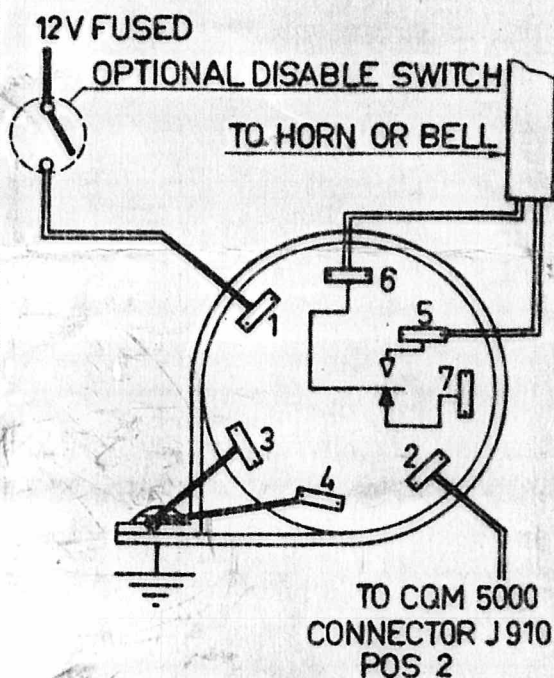 12V FUSED
OPTIONAL DISABLE SWITCH
TO HORN OR BELL
6
1
5
7
3
4
2
TO CQM 5000
CONNECTOR J910
POS 2